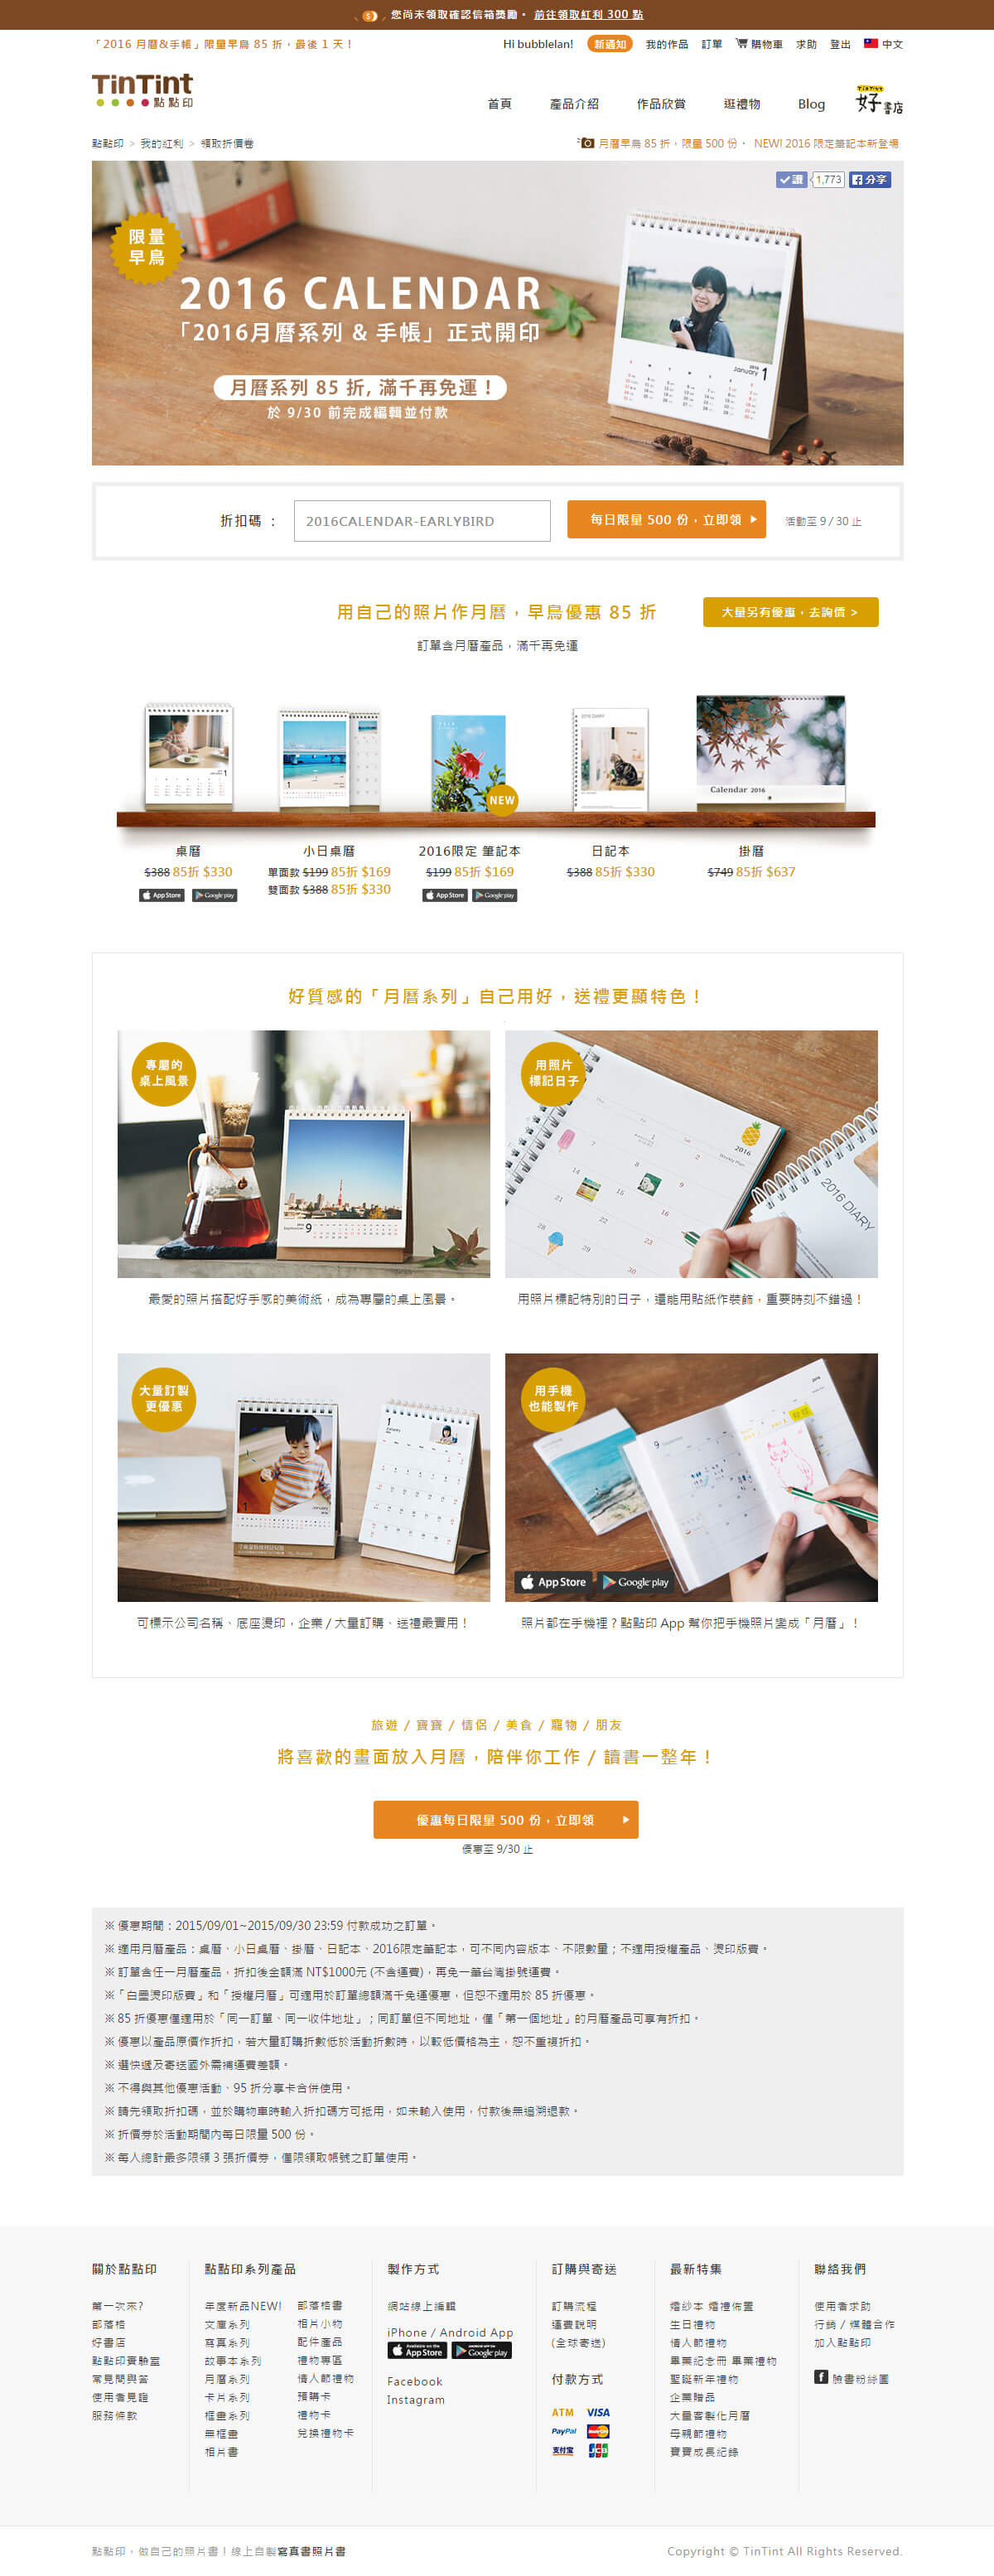 您尚未領取確認信箱獎勵。 前往領取紅利 300 點
「2016 月曆&手帳」限量早鳥 85 折，最後 1 天！
Hi bubblelan! 新通知 我的作品 訂單 購物車 求助 登出 中文
TinTint
點點印
首頁 產品介紹 作品欣賞 逛禮物 Blog
TinTint
好書店
點點印 > 我的紅利 > 領取折價卷
月曆早鳥 85 折，限量 500 份・ NEW! 2016 限定筆記本新登場
讚 1,773 分享
限量
早鳥
2016 CALENDAR
「2016月曆系列 & 手帳」正式開印
月曆系列 85 折, 滿千再免運！
於 9/30 前完成編輯並付款
January 1
折扣碼 ： 2016CALENDAR-EARLYBIRD 每日限量 500 份，立即領 活動至 9 / 30 止
用自己的照片作月曆，早鳥優惠 85 折
大量另有優惠，去詢價 >
訂單含月曆產品，滿千再免運
NEW
Calendar 2016
桌曆 小日桌曆 2016限定 筆記本 日記本 掛曆
$388 85折 $330 單面款 $199 85折 $169 $199 85折 $169 $388 85折 $330 $749 85折 $637
雙面款 $388 85折 $330
App Store Google play App Store Google play
好質感的「月曆系列」自己用好，送禮更顯特色！
專屬的
桌上風景
9
用照片
標記日子
2016
Weekly Plan
2016 DIARY
最愛的照片搭配好手感的美術紙，成為專屬的桌上風景。
用照片標記特別的日子，還能用貼紙作裝飾，重要時刻不錯過！
大量訂製
更優惠
用手機
也能製作
App Store Google play
可標示公司名稱、底座燙印，企業 / 大量訂購、送禮最實用！
照片都在手機裡？點點印 App 幫你把手機照片變成「月曆」！
旅遊 / 寶寶 / 情侶 / 美食 / 寵物 / 朋友
將喜歡的畫面放入月曆，陪伴你工作 / 讀書一整年！
優惠每日限量 500 份，立即領
優惠至 9/30 止
※ 優惠期間：2015/09/01~2015/09/30 23:59 付款成功之訂單。
※ 適用月曆產品：桌曆、小日桌曆、掛曆、日記本、2016限定筆記本，可不同內容版本、不限數量；不適用授權產品、燙印版費。
※ 訂單含任一月曆產品，折扣後金額滿 NT$1000元 (不含運費)，再免一筆台灣掛號運費。
※「白墨燙印版費」和「授權月曆」可適用於訂單總額滿千免運優惠，但恕不適用於 85 折優惠。
※ 85 折優惠僅適用於「同一訂單、同一收件地址」；同訂單但不同地址，僅「第一個地址」的月曆產品可享有折扣。
※ 優惠以產品原價作折扣，若大量訂購折數低於活動折數時，以較低價格為主，恕不重複折扣。
※ 選快遞及寄送國外需補運費差額。
※ 不得與其他優惠活動、95 折分享卡合併使用。
※ 請先領取折扣碼，並於購物車時輸入折扣碼方可抵用，如未輸入使用，付款後無追溯退款。
※ 折價券於活動期間內每日限量 500 份。
※ 每人總計最多限領 3 張折價券，僅限領取帳號之訂單使用。
關於點點印
第一次來?
部落格
好書店
點點印實驗室
常見問與答
使用者見證
服務條款
點點印系列產品
年度新品NEW!
文庫系列
寫真系列
故事本系列
月曆系列
卡片系列
框畫系列
無框畫
相片書
部落格書
相片小物
配件產品
禮物專區
情人節禮物
預購卡
禮物卡
兌換禮物卡
製作方式
網站線上編輯
iPhone / Android App
Available on the App Store Google play
Facebook
Instagram
訂購與寄送
訂購流程
運費說明
(全球寄送)
付款方式
ATM VISA
PayPal MasterCard
支付宝 JCB
最新特集
婚紗本 婚禮佈置
生日禮物
情人節禮物
畢業紀念冊 畢業禮物
聖誕新年禮物
企業贈品
大量客製化月曆
母親節禮物
寶寶成長紀錄
聯絡我們
使用者求助
行銷 / 媒體合作
加入點點印
臉書粉絲團
點點印，做自己的照片書！線上自製寫真書照片書
Copyright © TinTint All Rights Reserved.